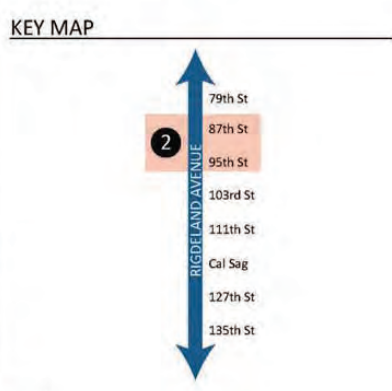 KEY MAP
79th St
87th St
2
95th St
RIGDELAND AVENUE
103rd St
111th St
Cal Sag
127th St
135th St